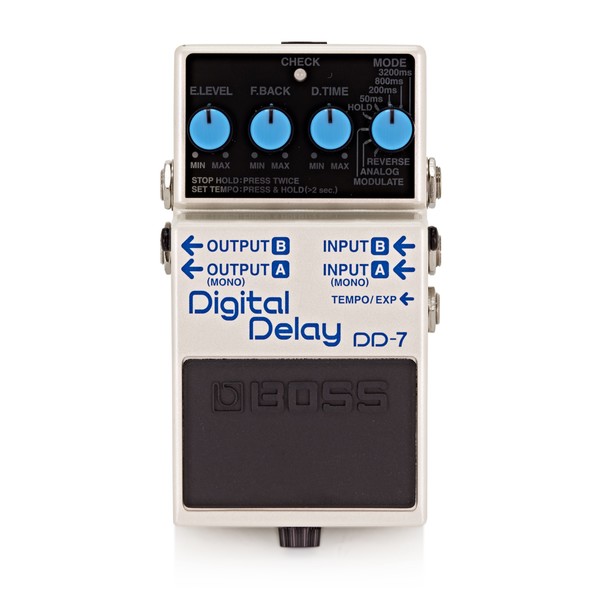 CHECK
E.LEVEL F.BACK D.TIME MODE
3200ms
800ms
200ms
50ms
HOLD
MIN MAX MIN MAX MIN MAX
REVERSE
ANALOG
MODULATE
STOP HOLD:PRESS TWICE
SET TEMPO:PRESS & HOLD(>2 sec.)
OUTPUT B INPUT B
OUTPUT A INPUT A
(MONO) (MONO)
TEMPO/EXP
Digital
Delay DD-7
BOSS